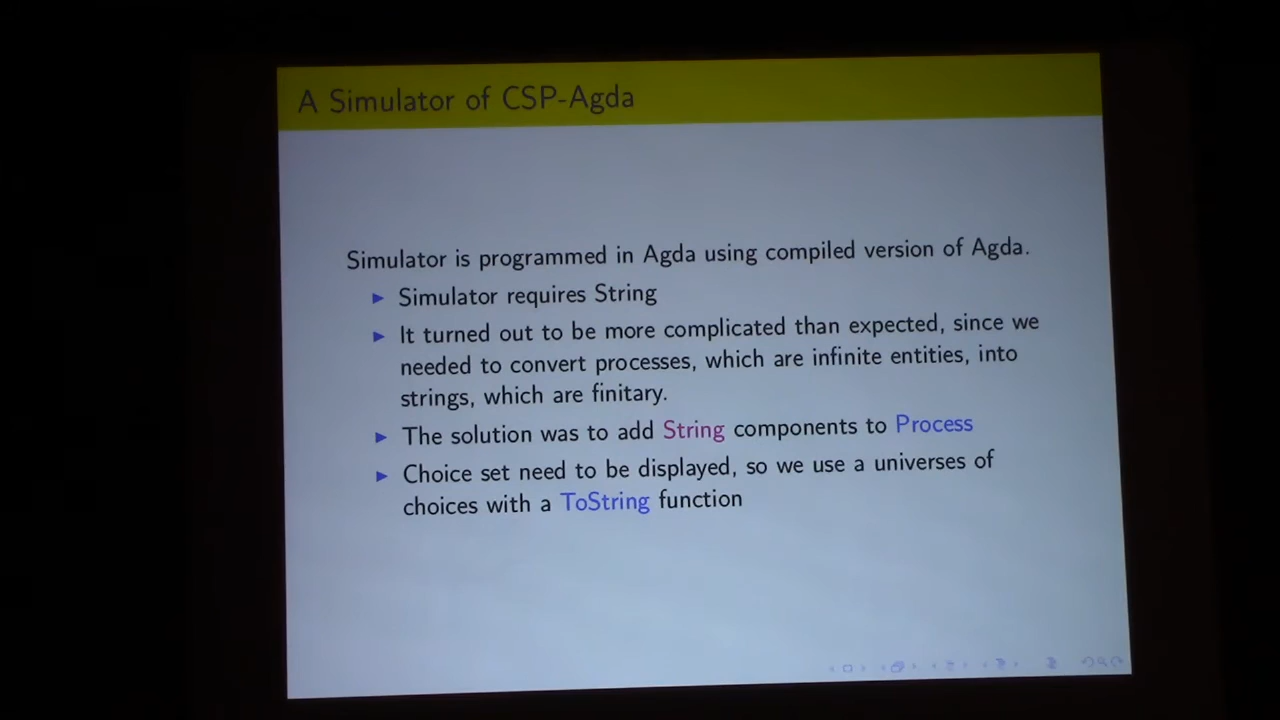 A Simulator of CSP-Agda
Simulator is programmed in Agda using compiled version of Agda.
▶ Simulator requires String
▶ It turned out to be more complicated than expected, since we
needed to convert processes, which are infinite entities, into
strings, which are finitary.
▶ The solution was to add String components to Process
▶ Choice set need to be displayed, so we use a universes of
choices with a ToString function